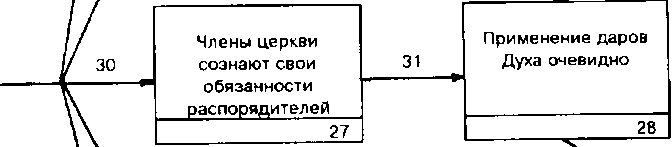 30
Члены церкви
сознают свои
обязанности
распорядителей
27
31
Применение даров
Духа очевидно
28